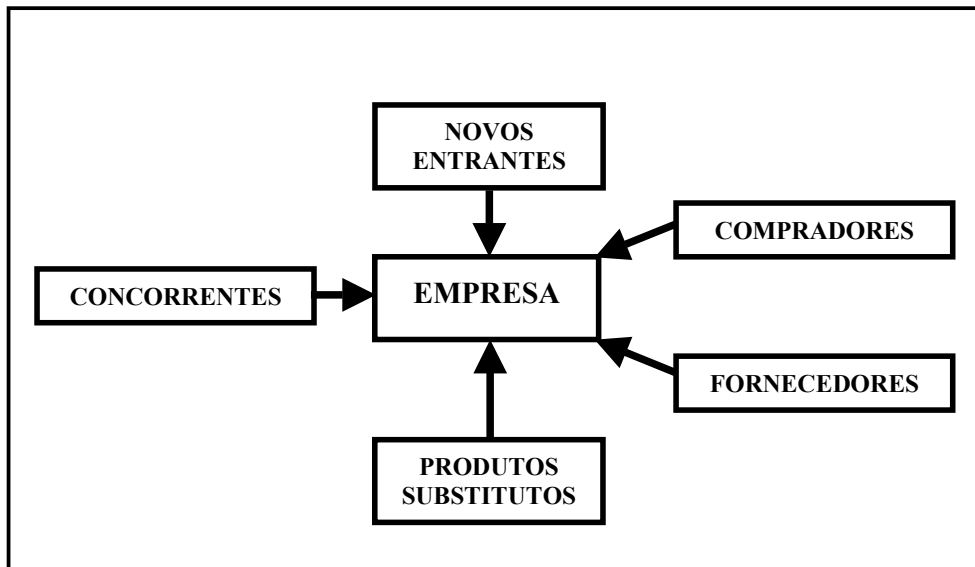 NOVOS
ENTRANTES
COMPRADORES
CONCORRENTES
EMPRESA
FORNECEDORES
PRODUTOS
SUBSTITUTOS